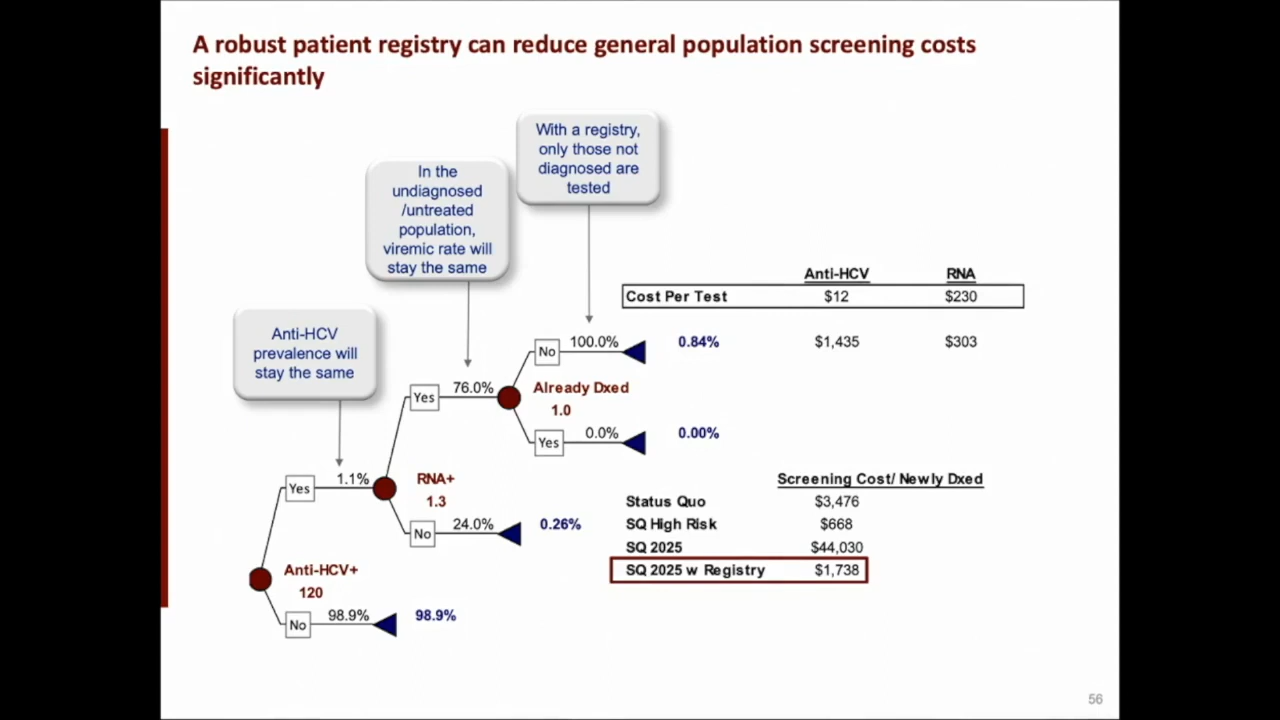 A robust patient registry can reduce general population screening costs
significantly
With a registry,
only those not
diagnosed are
tested
In the
undiagnosed
/untreated
population,
viremic rate will
stay the same
Anti-HCV
prevalence will
stay the same
Anti-HCV RNA
Cost Per Test $12 $230
No 100.0% 0.84% $1,435 $303
Yes 76.0% Already Dxed
1.0
Yes 0.0% 0.00%
Yes 1.1% RNA+
1.3
No 24.0% 0.26%
Screening Cost/ Newly Dxed
Status Quo $3,476
SQ High Risk $668
SQ 2025 $44,030
SQ 2025 w Registry $1,738
Anti-HCV+
120
No 98.9% 98.9%
56